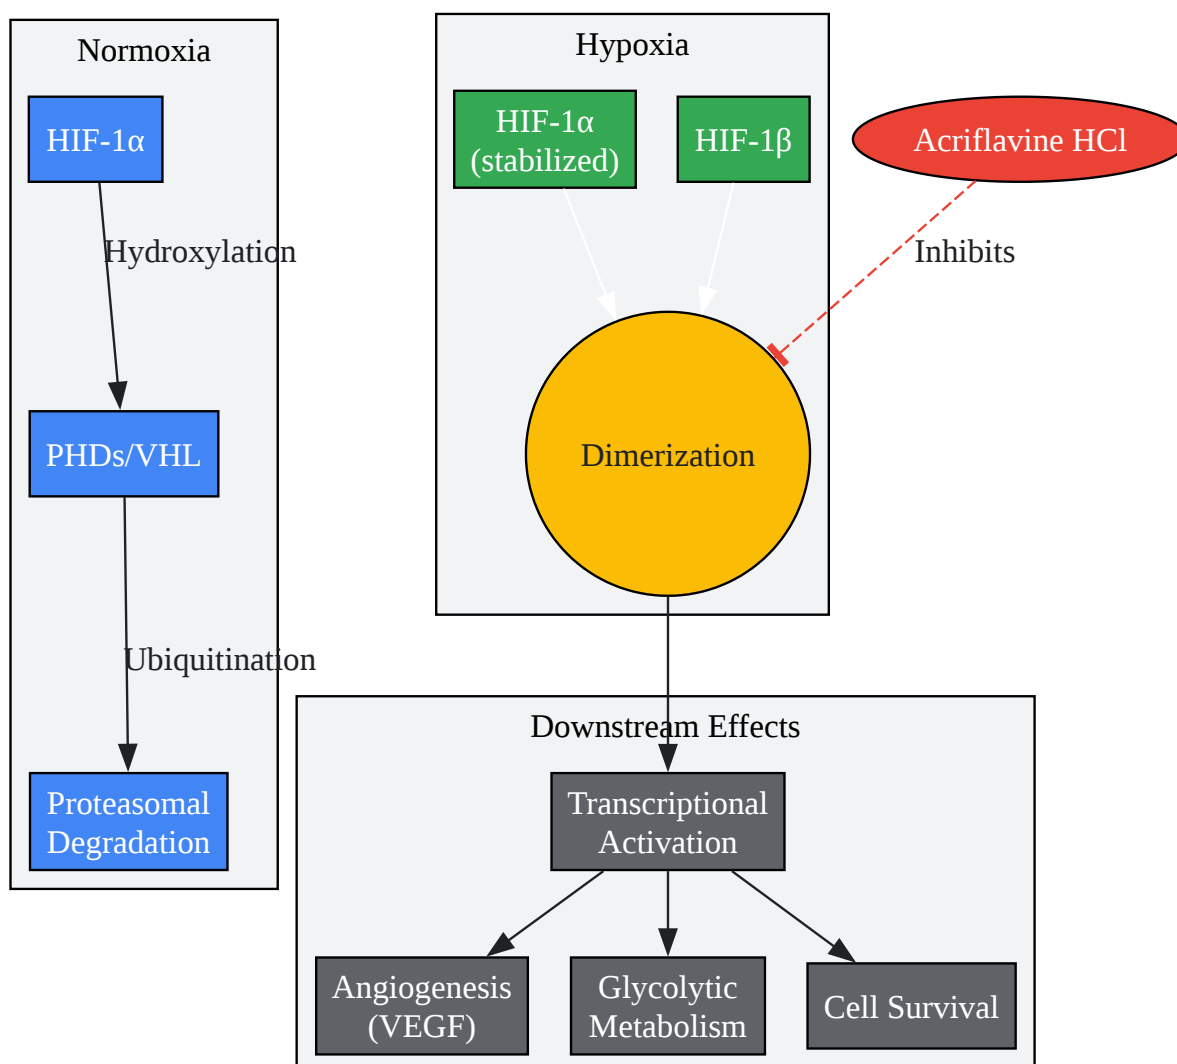 Normoxia
HIF-1α
Hydroxylation
PHDs/VHL
Ubiquitination
Proteasomal
Degradation
Hypoxia
HIF-1α
(stabilized)
HIF-1β
Dimerization
Acriflavine HCl
Inhibits
Downstream Effects
Transcriptional
Activation
Angiogenesis
(VEGF)
Glycolytic
Metabolism
Cell Survival